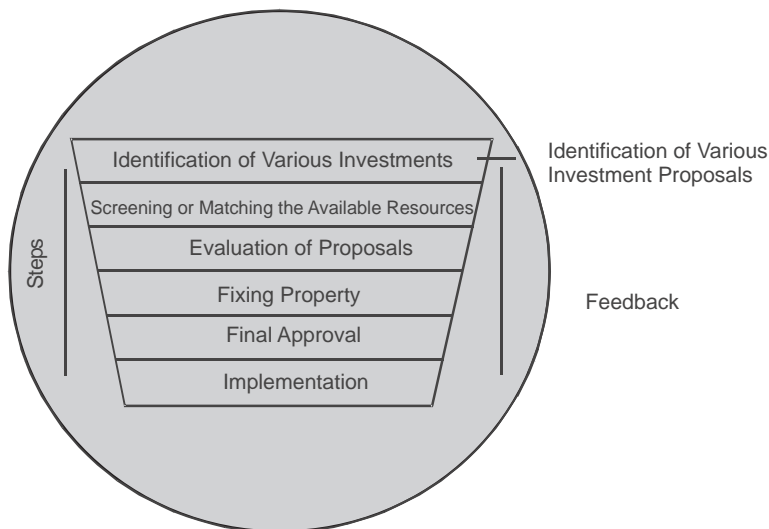 Identification of Various Investments
Identification of Various
Investment Proposals
Screening or Matching the Available Resources
Steps
Evaluation of Proposals
Fixing Property
Feedback
Final Approval
Implementation